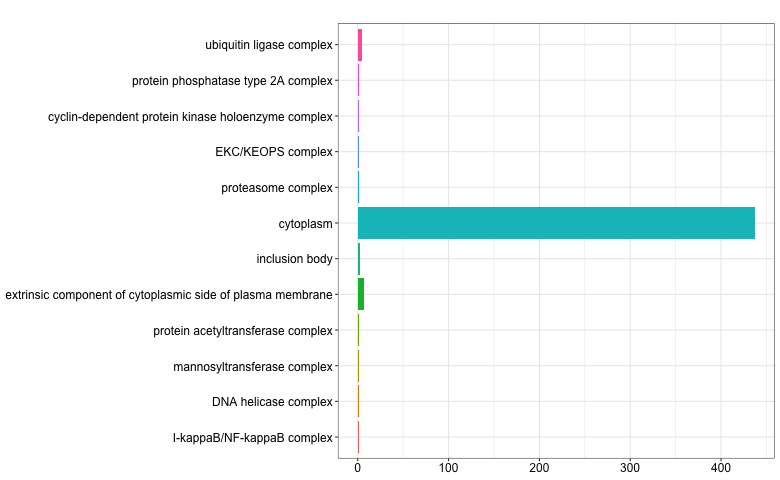 ubiquitin ligase complex
protein phosphatase type 2A complex
cyclin-dependent protein kinase holoenzyme complex
EKC/KEOPS complex
proteasome complex
cytoplasm
inclusion body
extrinsic component of cytoplasmic side of plasma membrane
protein acetyltransferase complex
mannosyltransferase complex
DNA helicase complex
I-kappaB/NF-kappaB complex
0 100 200 300 400